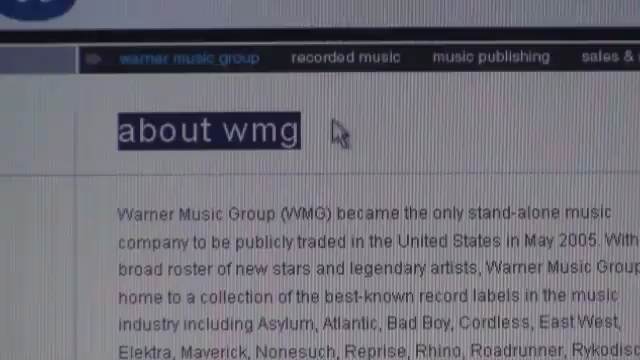 warner music group recorded music music publishing sales &
about wmg
Warner Music Group (WMG) became the only stand-alone music
company to be publicly traded in the United States in May 2005. With
broad roster of new stars and legendary artists, Warner Music Group
home to a collection of the best-known record labels in the music
industry including Asylum, Atlantic, Bad Boy, Cordless, East West,
Elektra, Maverick, Nonesuch, Reprise, Rhino, Roadrunner, Rykodisc